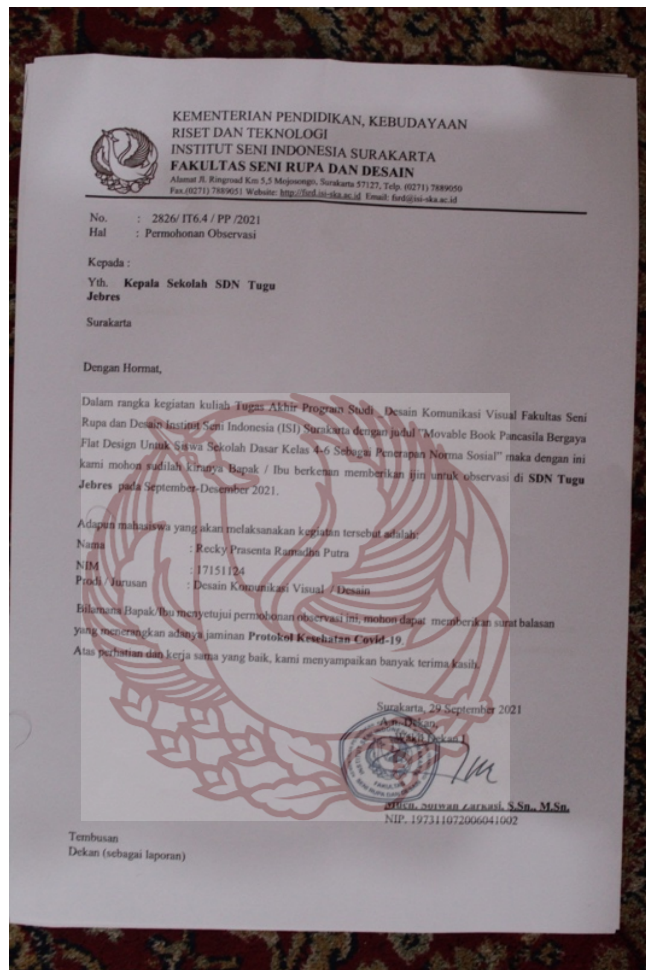 KEMENTERIAN PENDIDIKAN, KEBUDAYAAN
RISET DAN TEKNOLOGI
INSTITUT SENI INDONESIA SURAKARTA
FAKULTAS SENI RUPA DAN DESAIN
Alamat Jl. Ringroad Km 5,5 Mojosongo, Surakarta 57127, Telp. (0271) 7889050
Fax.(0271) 7889051 Website: http://fsrd.isi-ska.ac.id Email: fsrd@isi-ska.ac.id
No. : 2826/ IT6.4 / PP /2021
Hal : Permohonan Observasi
Kepada :
Yth. Kepala Sekolah SDN Tugu
Jebres
Surakarta
Dengan Hormat,
Dalam rangka kegiatan kuliah Tugas Akhir Program Studi Desain Komunikasi Visual Fakultas Seni
Rupa dan Desain Institut Seni Indonesia (ISI) Surakarta dengan judul "Movable Book Pancasila Bergaya
Flat Design Untuk Siswa Sekolah Dasar Kelas 4-6 Sebagai Penerapan Norma Sosial" maka dengan ini
kami mohon sudilah kiranya Bapak / Ibu berkenan memberikan ijin untuk observasi di SDN Tugu
Jebres pada September-Desember 2021.
Adapun mahasiswa yang akan melaksanakan kegiatan tersebut adalah:
Nama : Recky Prasenta Ramadha Putra
NIM : 17151124
Prodi / Jurusan : Desain Komunikasi Visual / Desain
Bilamana Bapak/Ibu menyetujui permohonan observasi ini, mohon dapat memberikan surat balasan
yang menerangkan adanya jaminan Protokol Kesehatan Covid-19.
Atas perhatian dan kerja sama yang baik, kami menyampaikan banyak terima kasih.
Surakarta, 29 September 2021
A.n. Dekan,
Wakil Dekan I
Much. Sofwan Zarkasi, S.Sn., M.Sn.
NIP. 197311072006041002
Tembusan
Dekan (sebagai laporan)